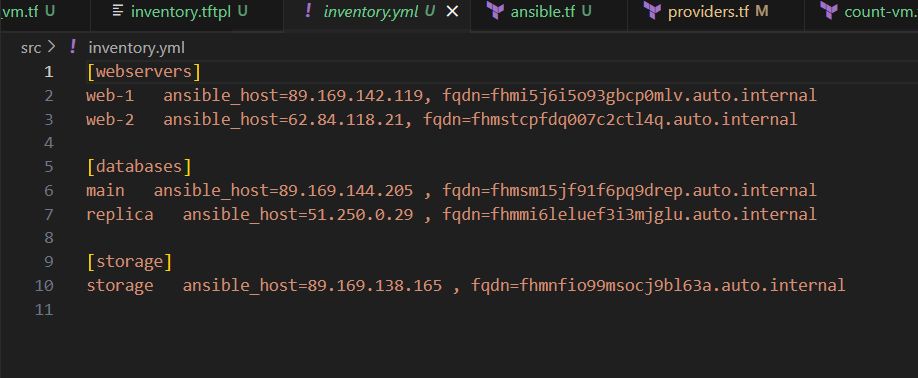 _vm.tf U inventory.tftpl U ! inventory.yml U × ansible.tf U providers.tf M count-vm.
src > ! inventory.yml
1 [webservers]
2 web-1 ansible_host=89.169.142.119, fqdn=fhmi5j6i5o93gbcp0mlv.auto.internal
3 web-2 ansible_host=62.84.118.21, fqdn=fhmstcpfdq007c2ctl4q.auto.internal
4
5 [databases]
6 main ansible_host=89.169.144.205 , fqdn=fhmsm15jf91f6pq9drep.auto.internal
7 replica ansible_host=51.250.0.29 , fqdn=fhmmi6leluef3i3mjglu.auto.internal
8
9 [storage]
10 storage ansible_host=89.169.138.165 , fqdn=fhmnfio99msocj9bl63a.auto.internal
11